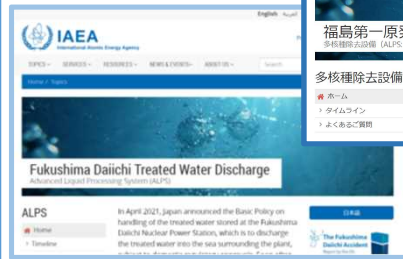 English العربية
IAEA
International Atomic Energy Agency
TOPICS SERVICES RESOURCES NEWS & EVENTS ABOUT US Search
Home / Topics
Fukushima Daiichi Treated Water Discharge
Advanced Liquid Processing System (ALPS)
ALPS
Home
Timeline
In April 2021, Japan announced the Basic Policy on
handling of the treated water stored at the Fukushima
Daiichi Nuclear Power Station, which is to discharge
the treated water into the sea surrounding the plant,
日本語
The Fukushima
Daiichi Accident
福島第一原
多核種除去設備 (ALPS
多核種除去設備
ホーム
タイムライン
よくあるご質問